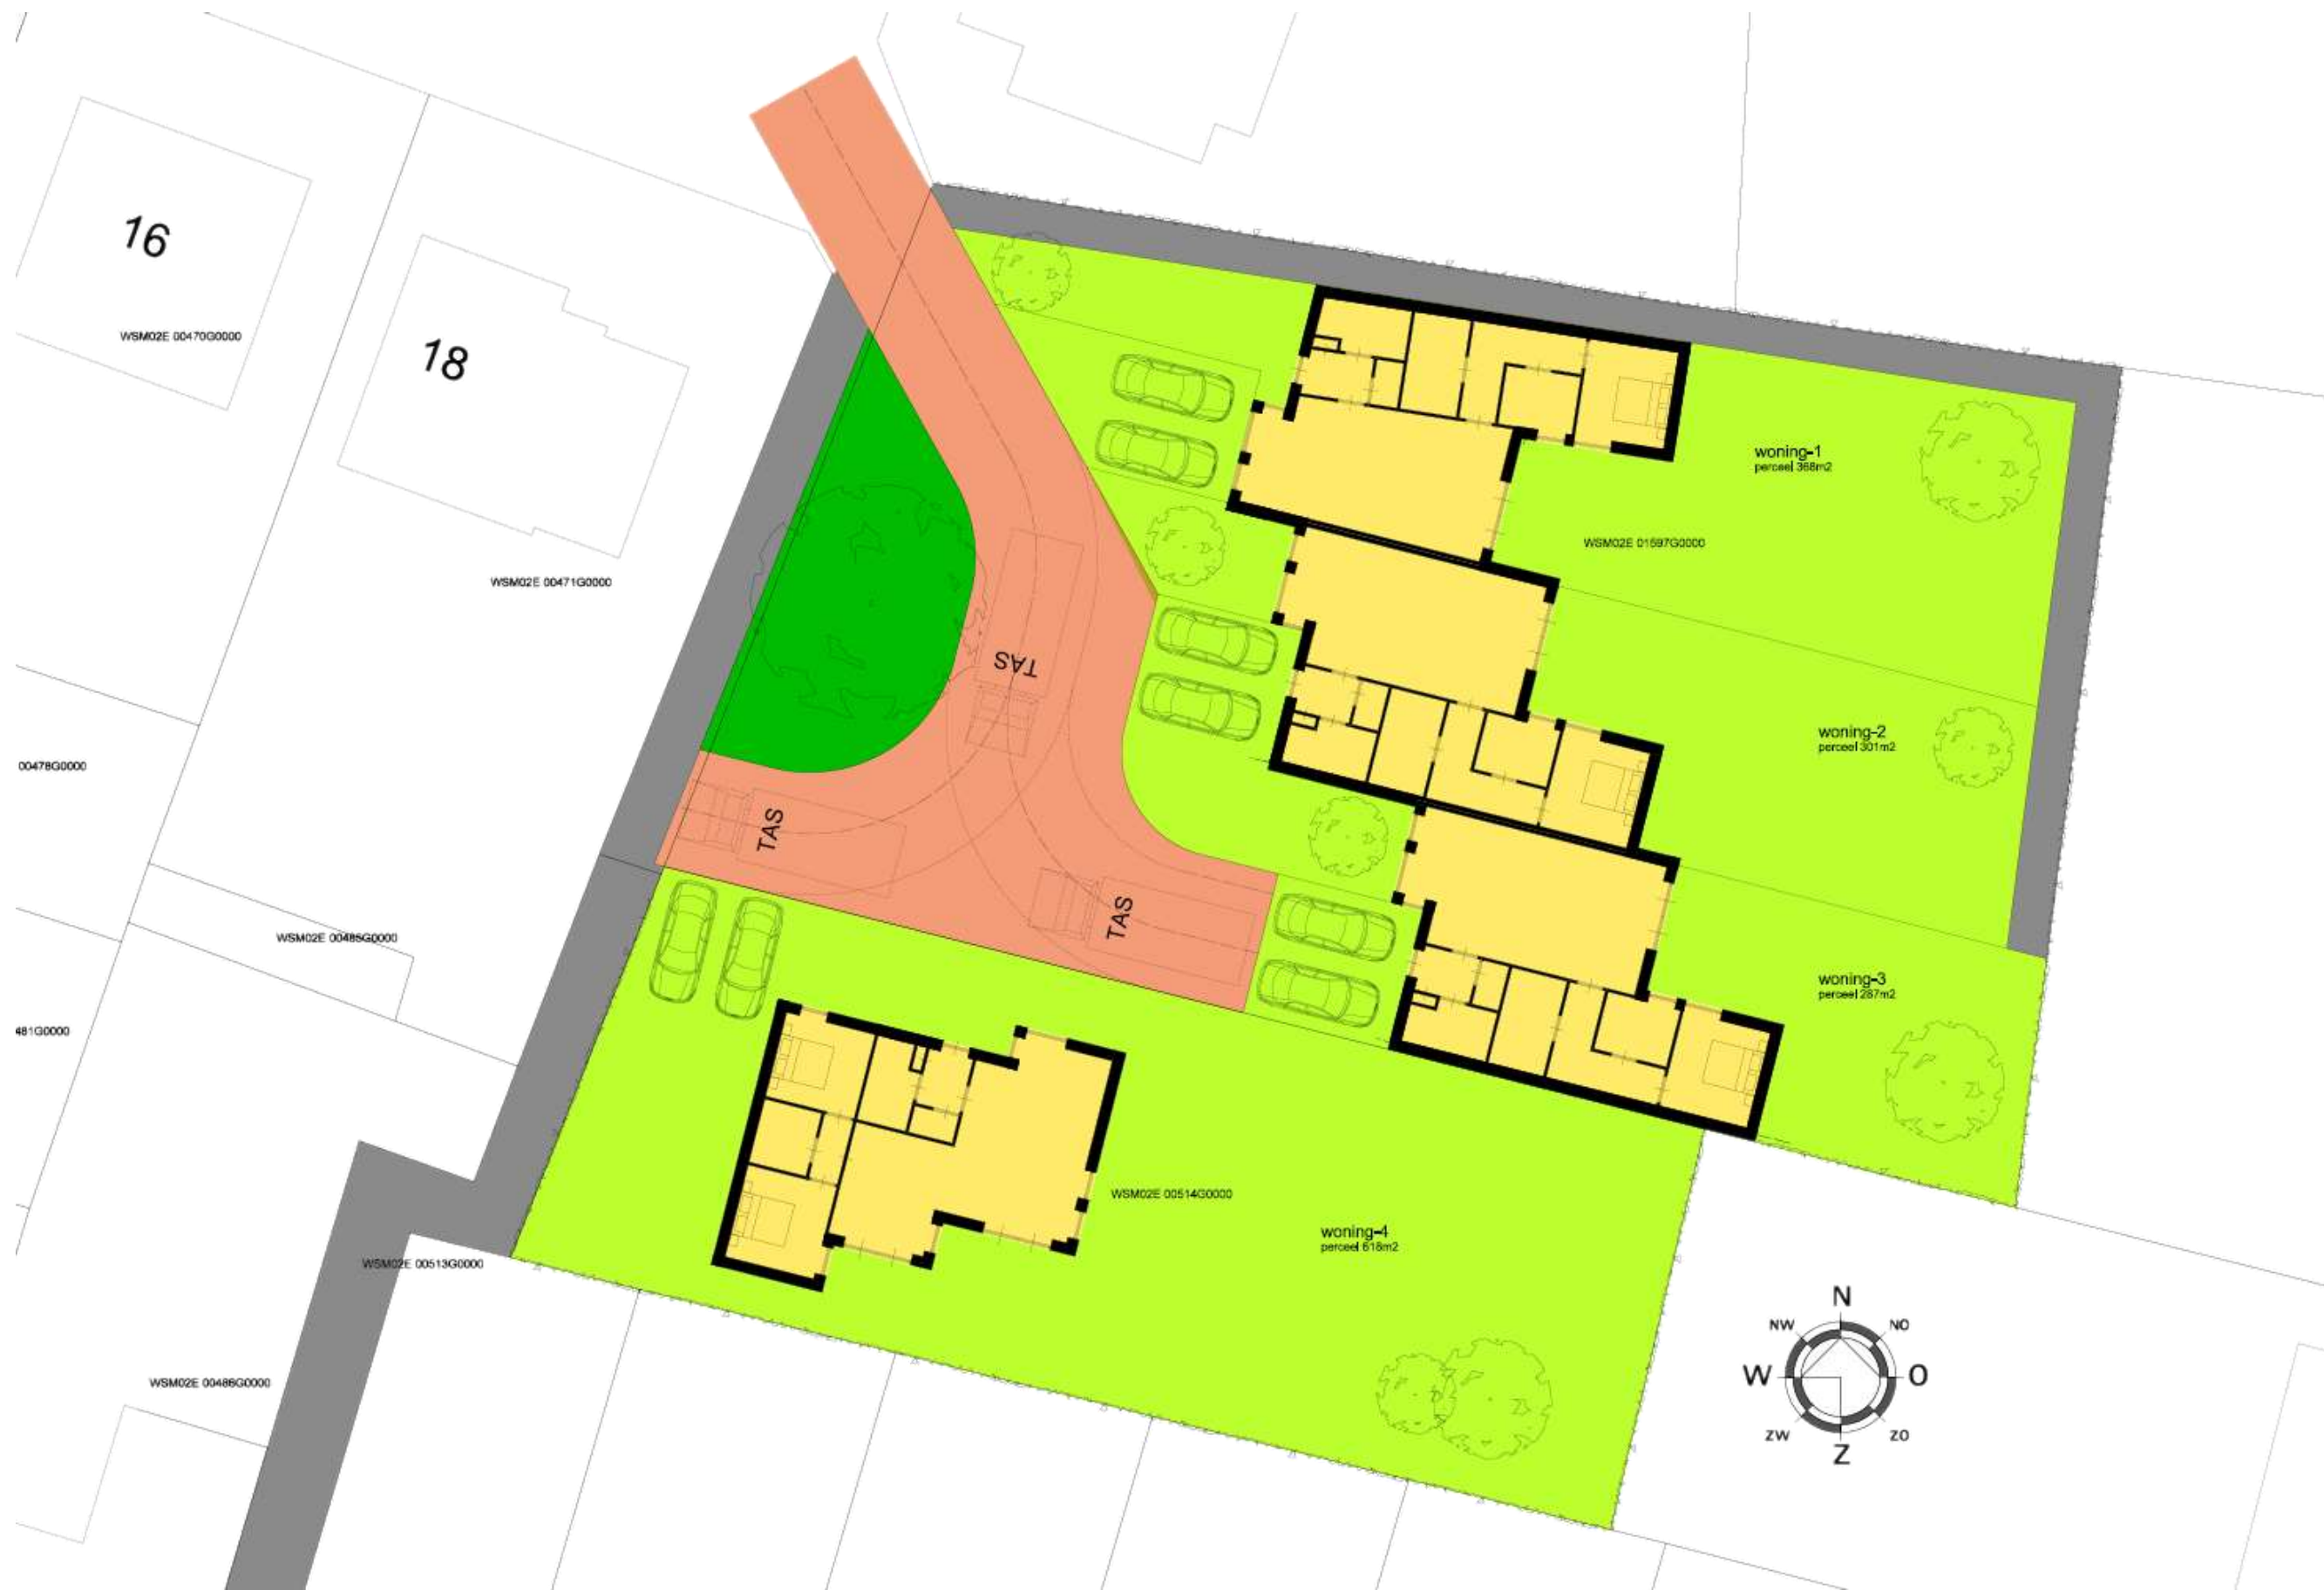 16
WSM02E 00470G0000
18
WSM02E 00471G0000
woning-1
perceel 368m2
WSM02E 01597G0000
TAS
woning-2
perceel 301m2
00478G0000
TAS
TAS
WSM02E 00485G0000
woning-3
perceel 287m2
481G0000
WSM02E 00514G0000
woning-4
perceel 618m2
WSM02E 00513G0000
WSM02E 00486G0000
N
NW
NO
W
O
ZW
ZO
Z